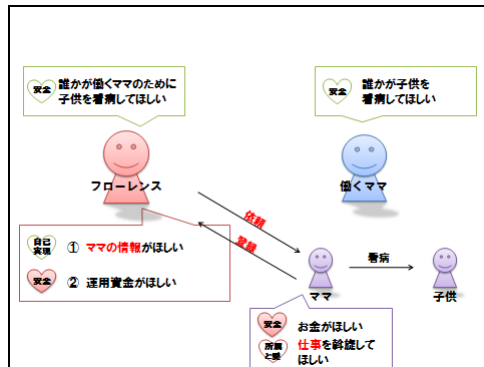 安全
誰かが働くママのために
子供を看病してほしい
安全
誰かが子供を
看病してほしい
フローレンス
働くママ
依頼
登録
自己
実現
① ママの情報がほしい
安全
② 運用資金がほしい
ママ
看病
子供
安全
お金がほしい
所属
と愛
仕事を斡旋して
ほしい